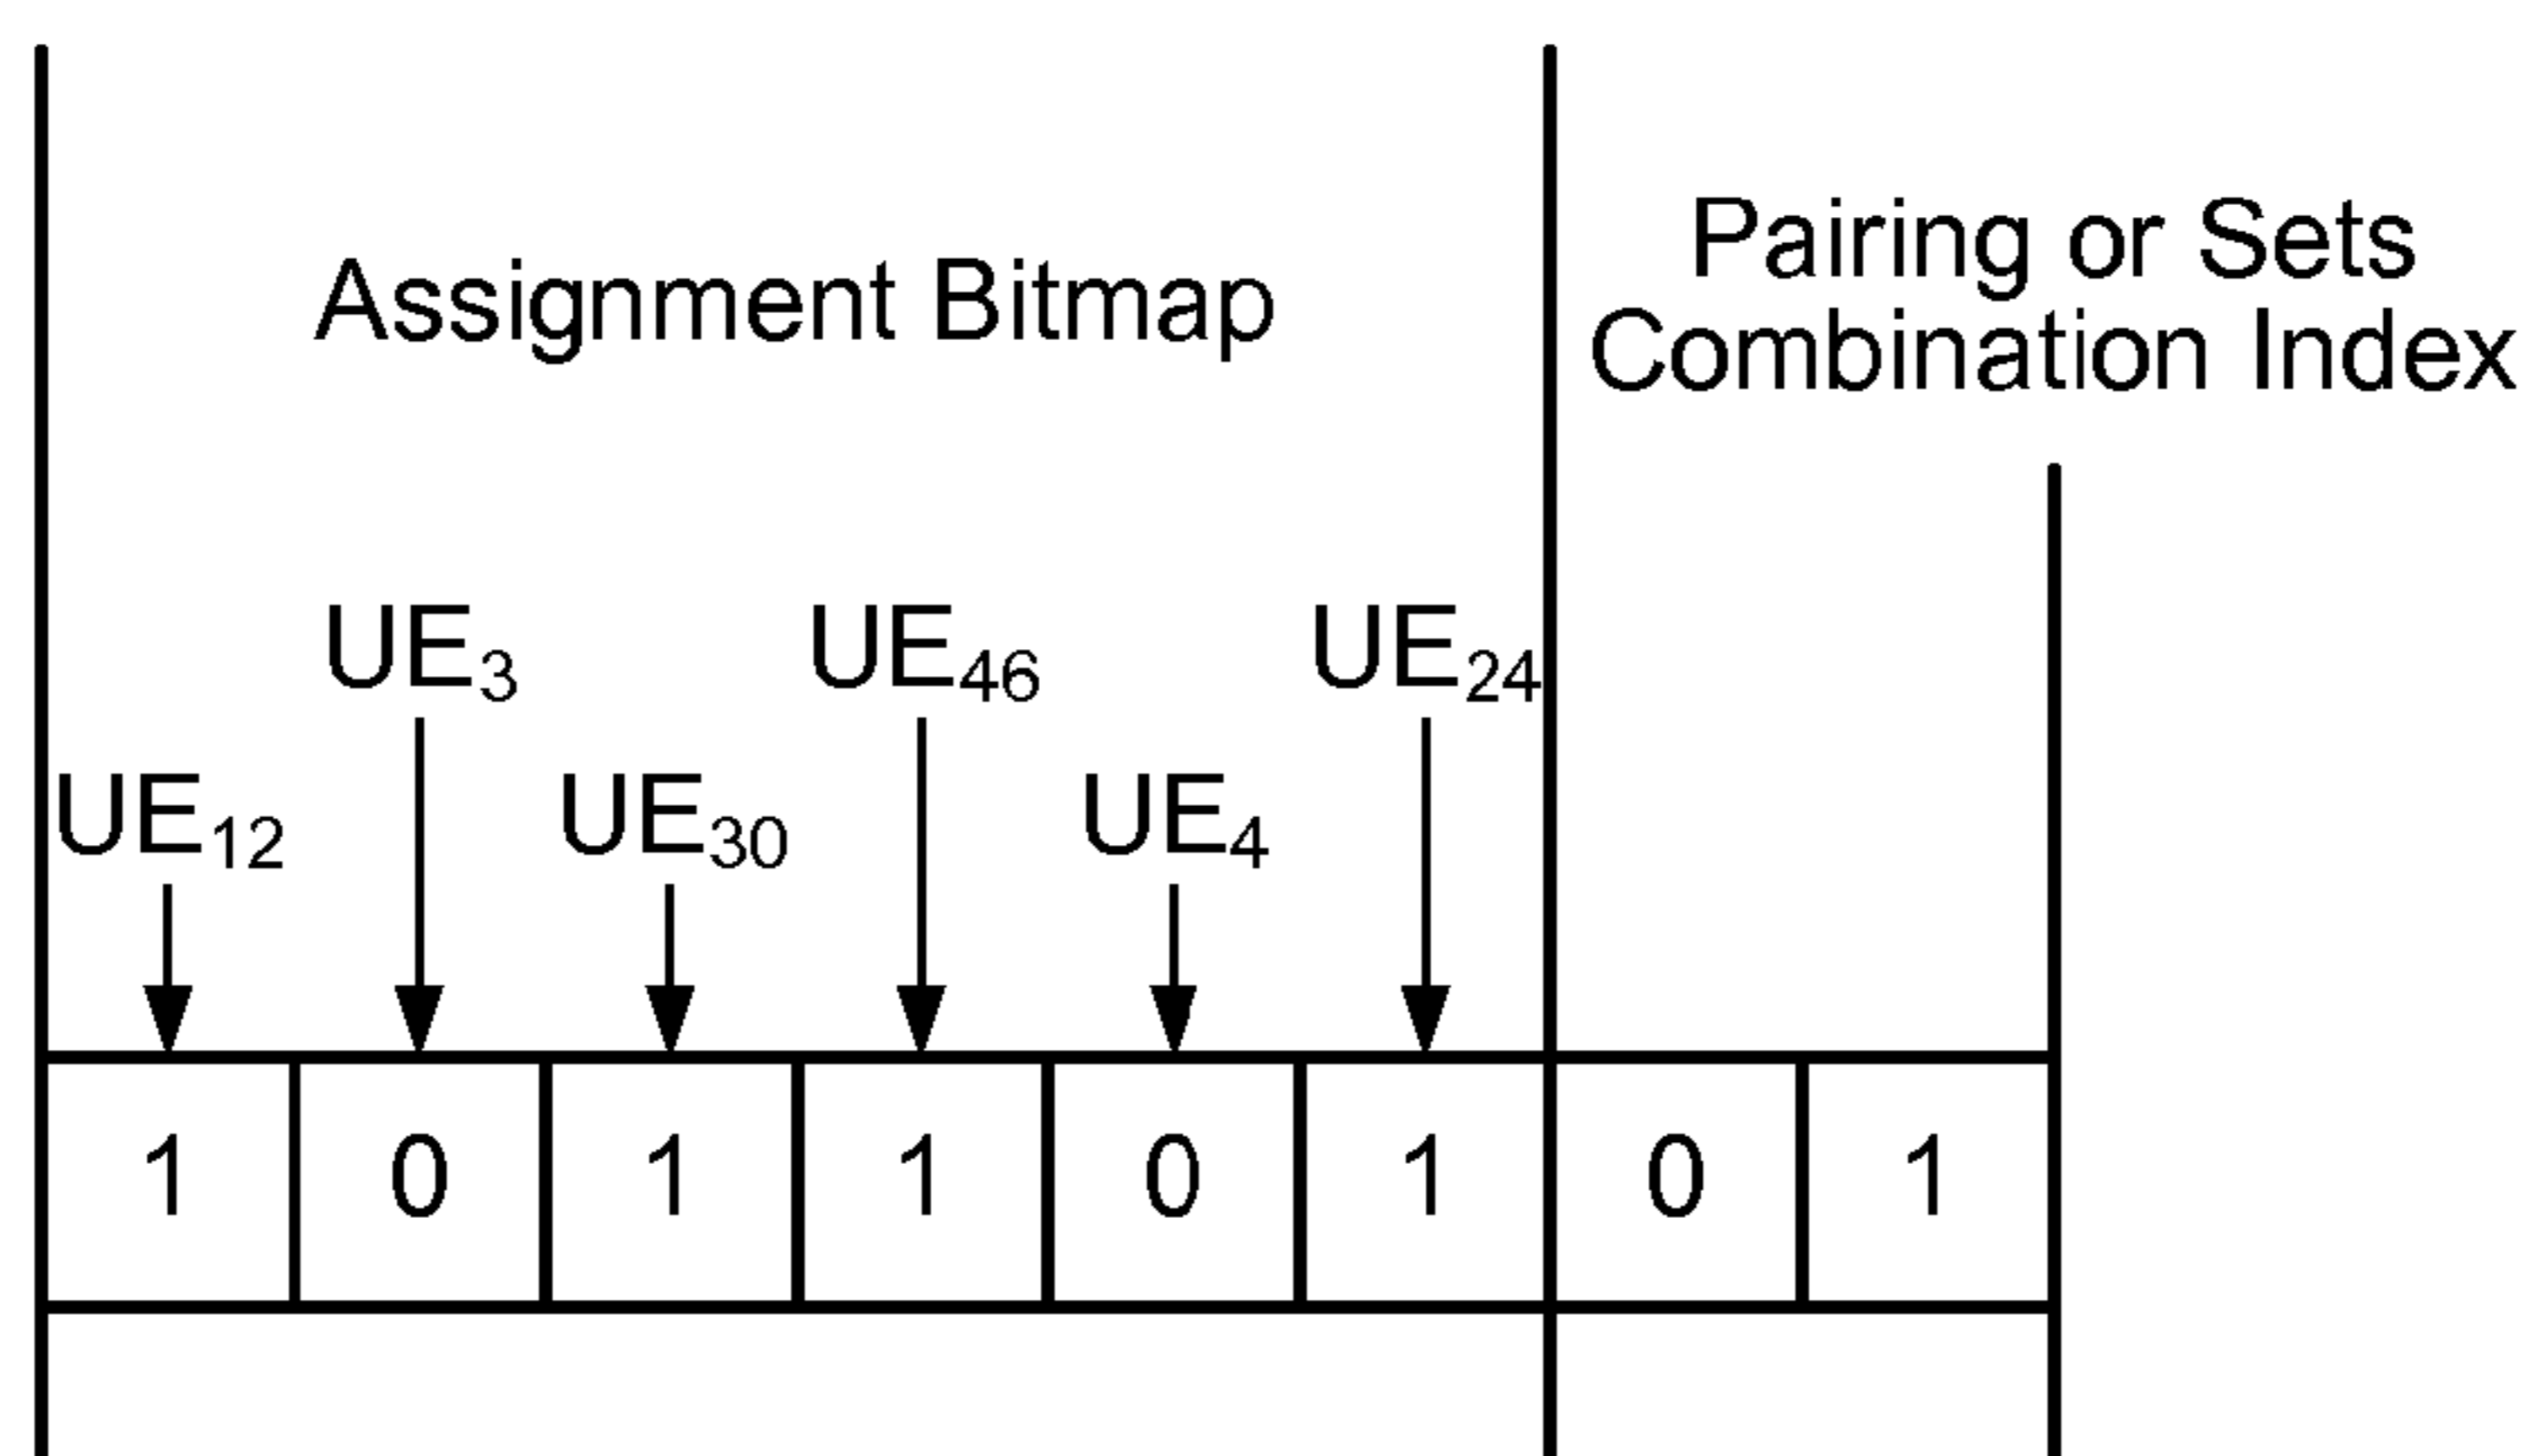 Assignment Bitmap
Pairing or Sets
Combination Index
UE3 UE46 UE24
UE12 UE30 UE4
1 0 1 1 0 1 0 1